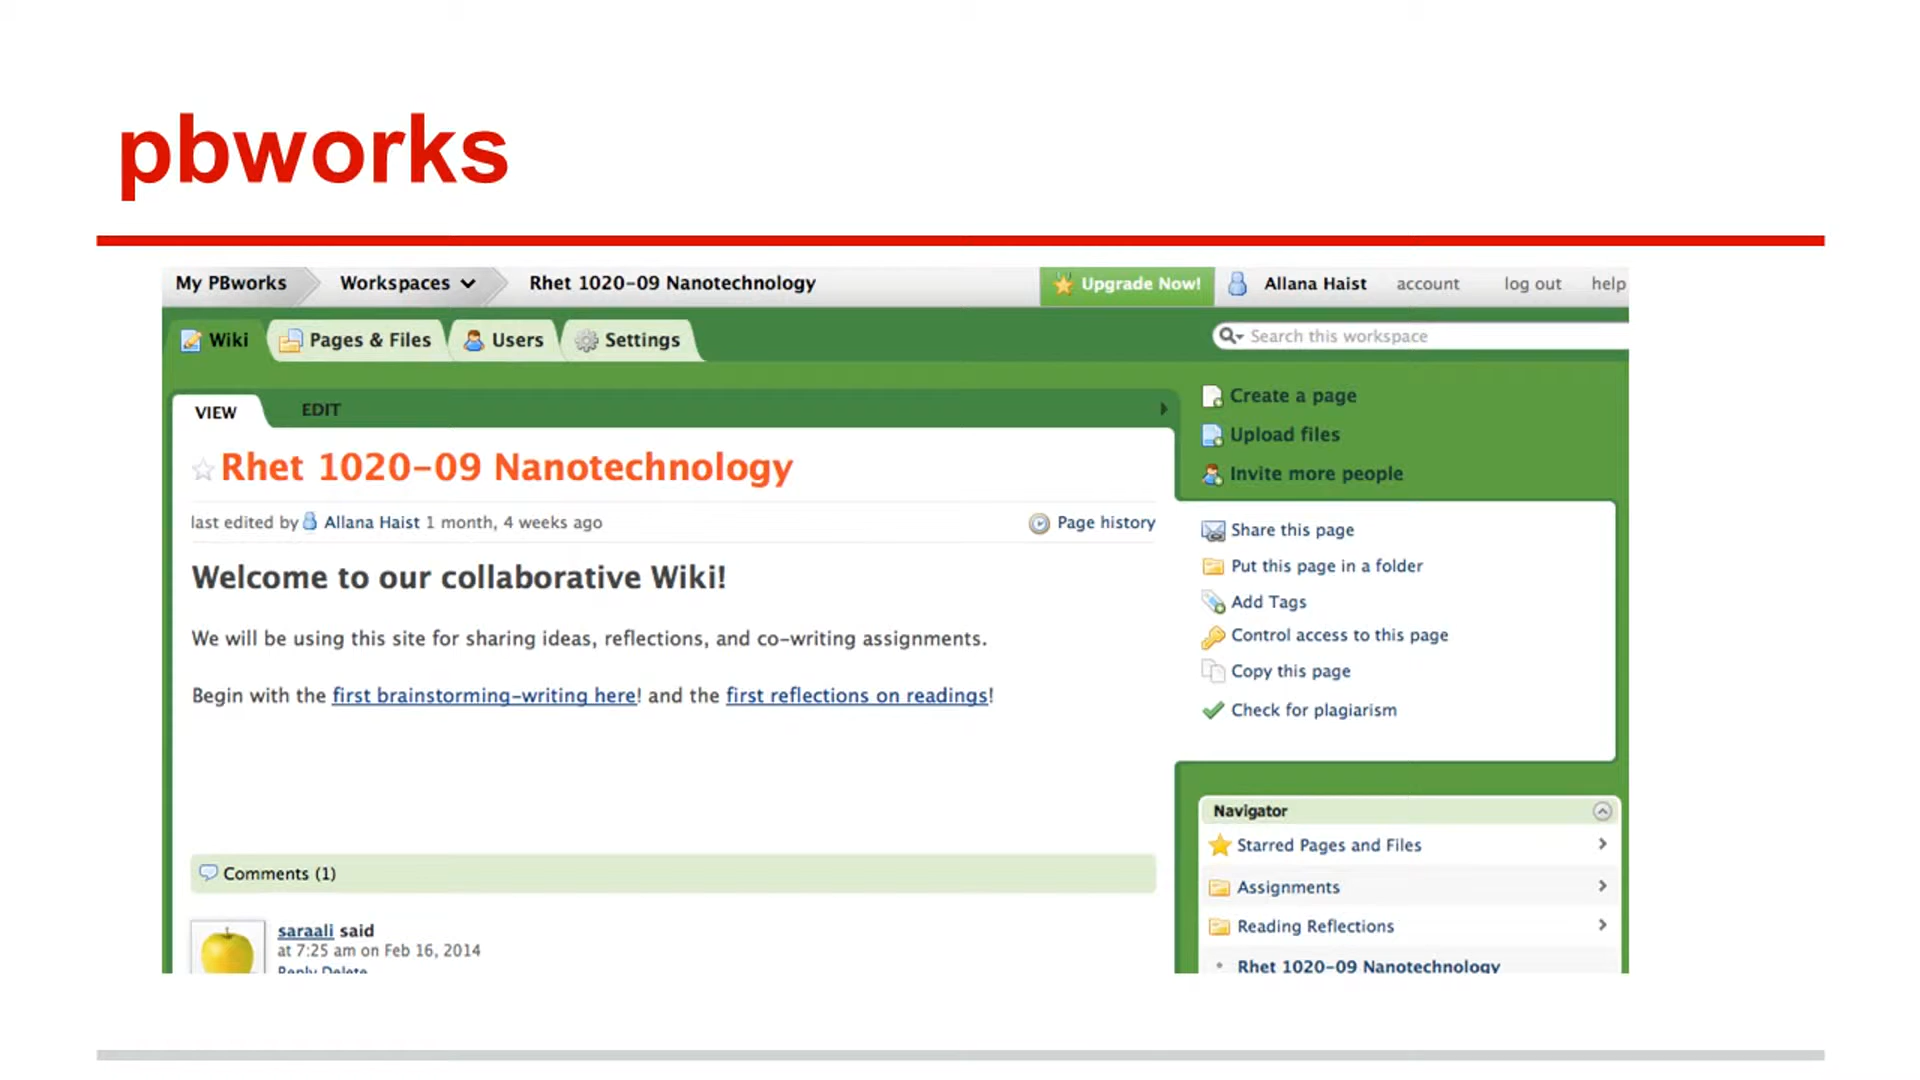 pbworks
My PBworks Workspaces Rhet 1020-09 Nanotechnology Upgrade Now! Allana Haist account log out help
Wiki Pages & Files Users Settings Search this workspace
VIEW EDIT
Rhet 1020-09 Nanotechnology
last edited by Allana Haist 1 month, 4 weeks ago Page history
Welcome to our collaborative Wiki!
We will be using this site for sharing ideas, reflections, and co-writing assignments.
Begin with the first brainstorming-writing here! and the first reflections on readings!
Comments (1)
saraali said
at 7:25 am on Feb 16, 2014
Reply Delete
Create a page
Upload files
Invite more people
Share this page
Put this page in a folder
Add Tags
Control access to this page
Copy this page
Check for plagiarism
Navigator
Starred Pages and Files
Assignments
Reading Reflections
Rhet 1020-09 Nanotechnology